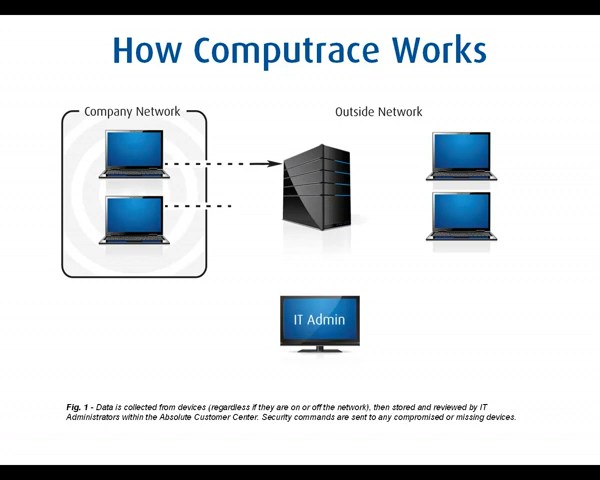 How Computrace Works
Company Network
Outside Network
IT Admin
Fig. 1 - Data is collected from devices (regardless if they are on or off the network), then stored and reviewed by IT
Administrators within the Absolute Customer Center. Security commands are sent to any compromised or missing devices.